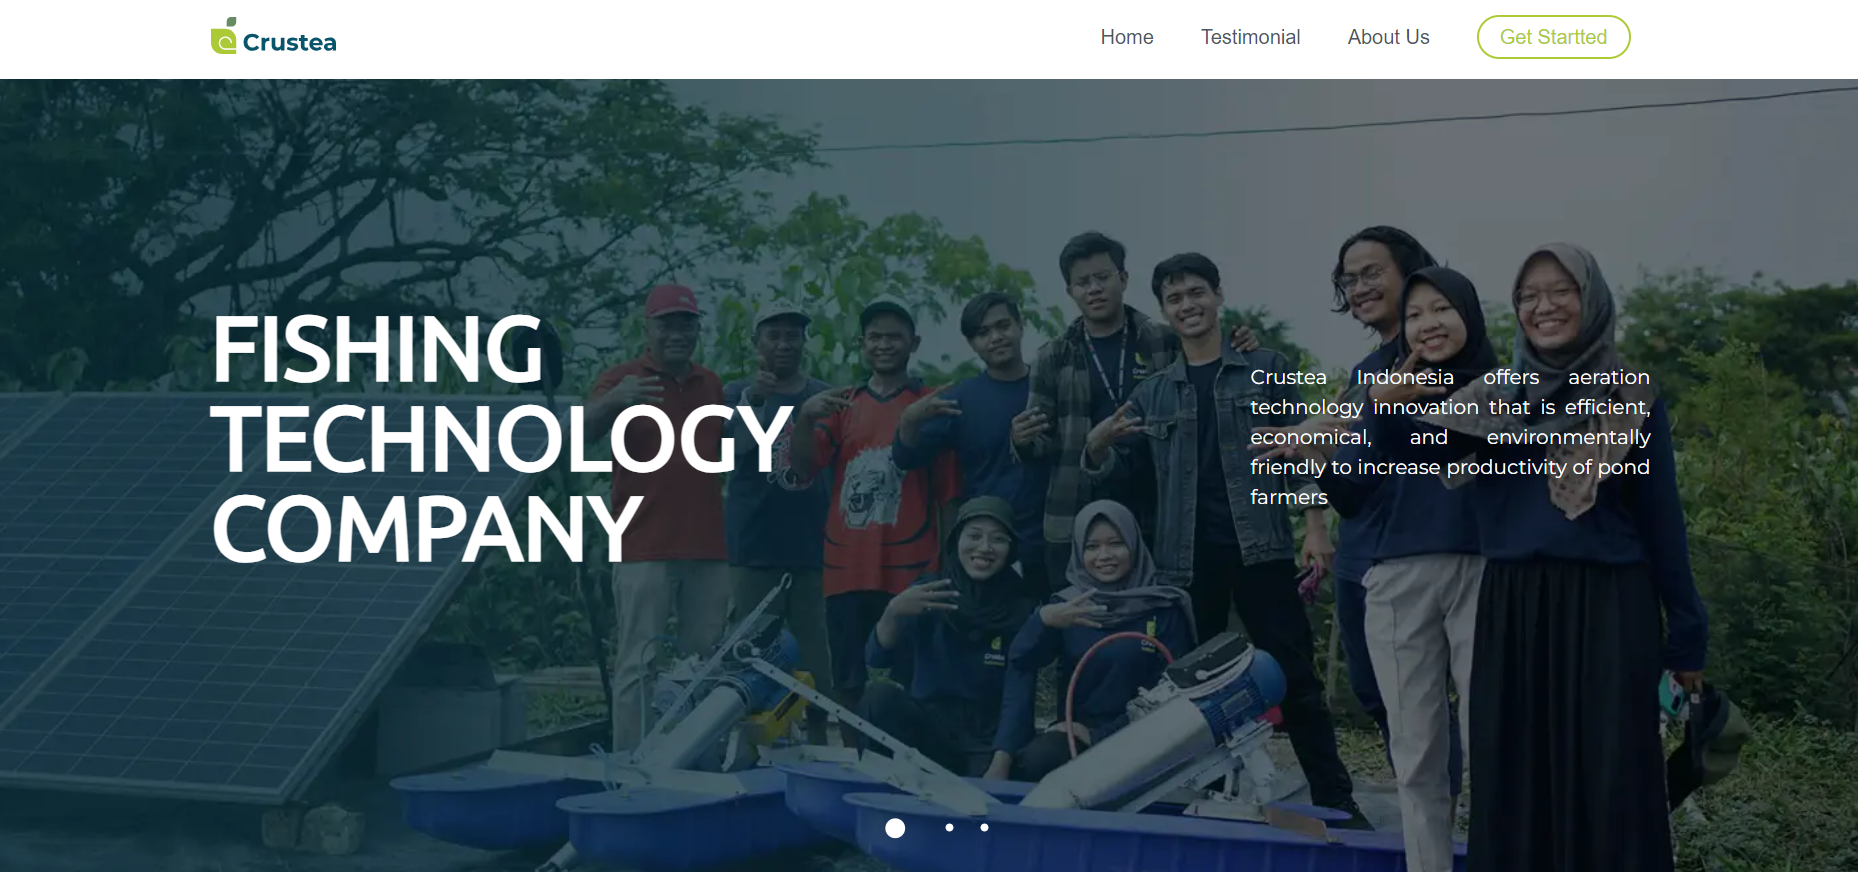 Crustea
Home
Testimonial
About Us
Get Startted
FISHING
TECHNOLOGY
COMPANY
Crustea Indonesia offers aeration
technology innovation that is efficient,
economical, and environmentally
friendly to increase productivity of pond
farmers